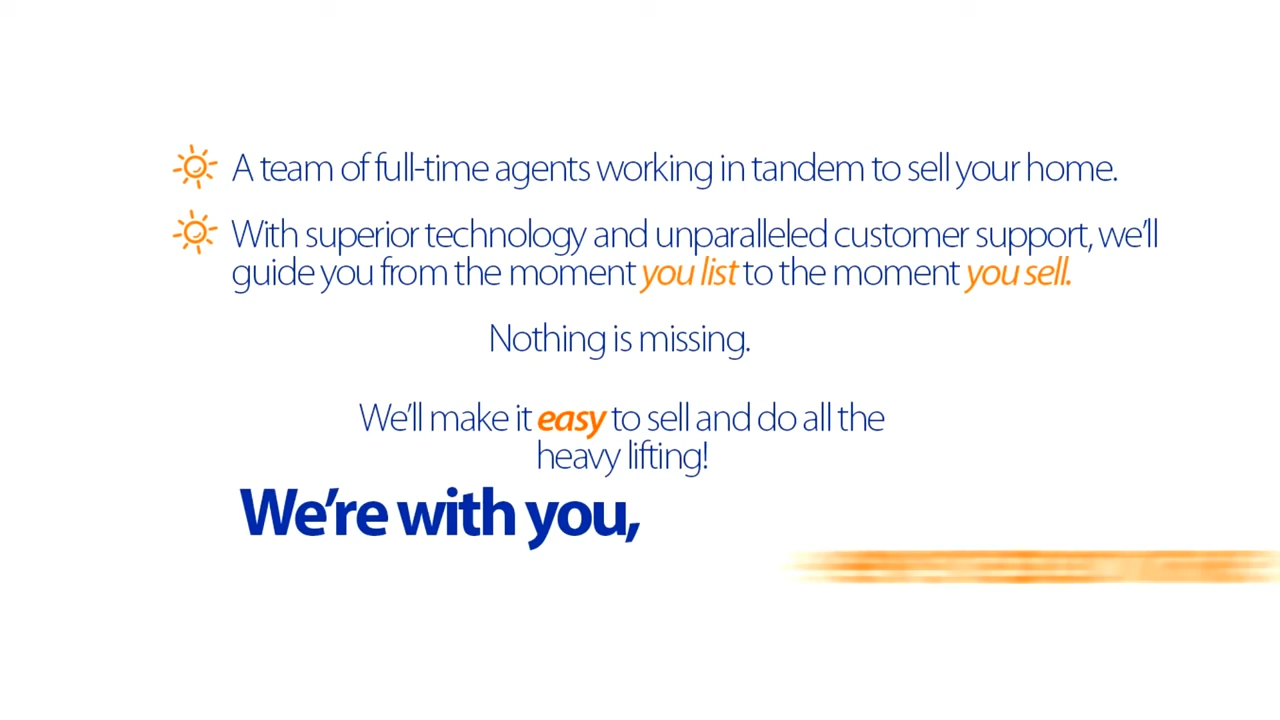 A team of full-time agents working in tandem to sell your home.
With superior technology and unparalleled customer support, we'll
guide you from the moment you list to the moment you sell.
Nothing is missing.
We'll make it easy to sell and do all the
heavy lifting!
We're with you,